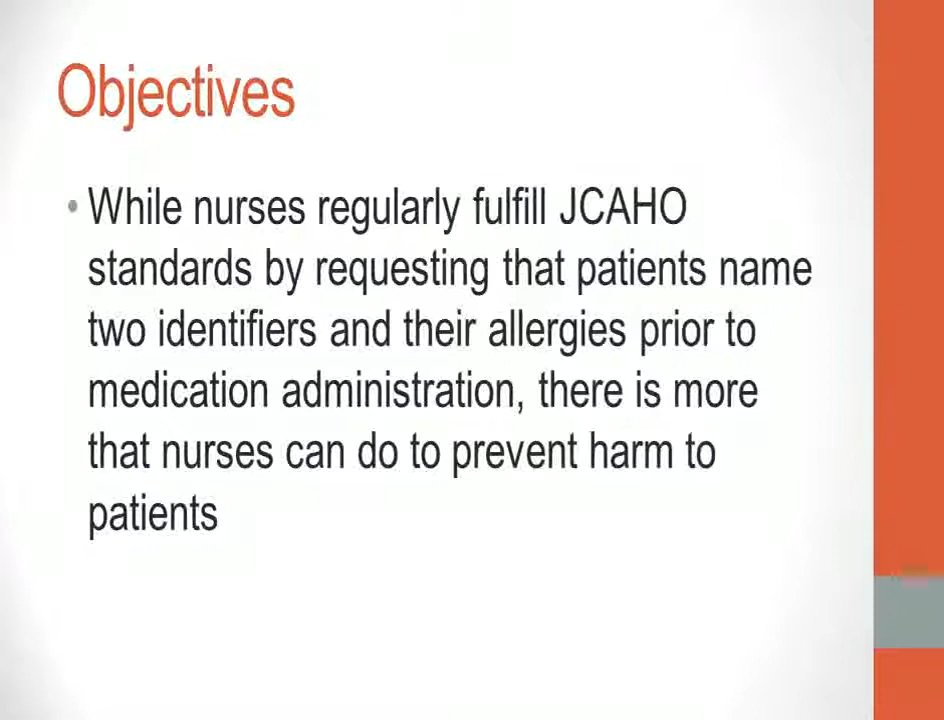 Objectives
• While nurses regularly fulfill JCAHO
standards by requesting that patients name
two identifiers and their allergies prior to
medication administration, there is more
that nurses can do to prevent harm to
patients